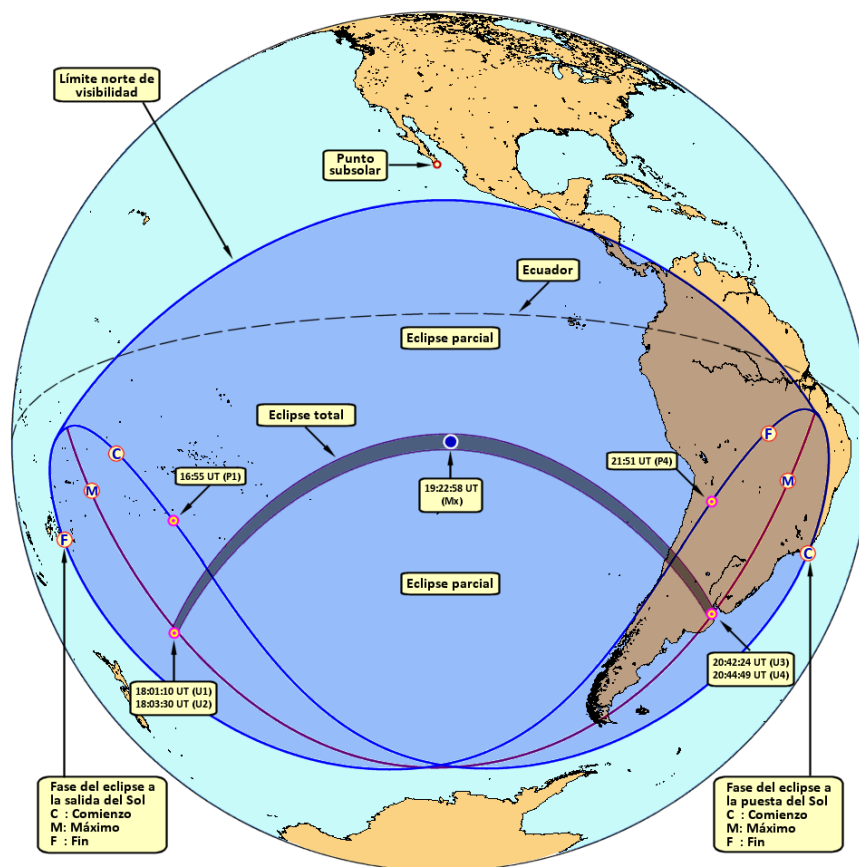 Límite norte de
visibilidad
Punto
subsolar
Ecuador
Eclipse parcial
Eclipse total
C
16:55 UT (P1)
M
F
19:22:58 UT
(Mx)
21:51 UT (P4)
F
M
C
Eclipse parcial
18:01:10 UT (U1)
18:03:30 UT (U2)
20:42:24 UT (U3)
20:44:49 UT (U4)
Fase del eclipse a
la salida del Sol
C : Comienzo
M: Máximo
F : Fin
Fase del eclipse a
la puesta del Sol
C : Comienzo
M: Máximo
F : Fin